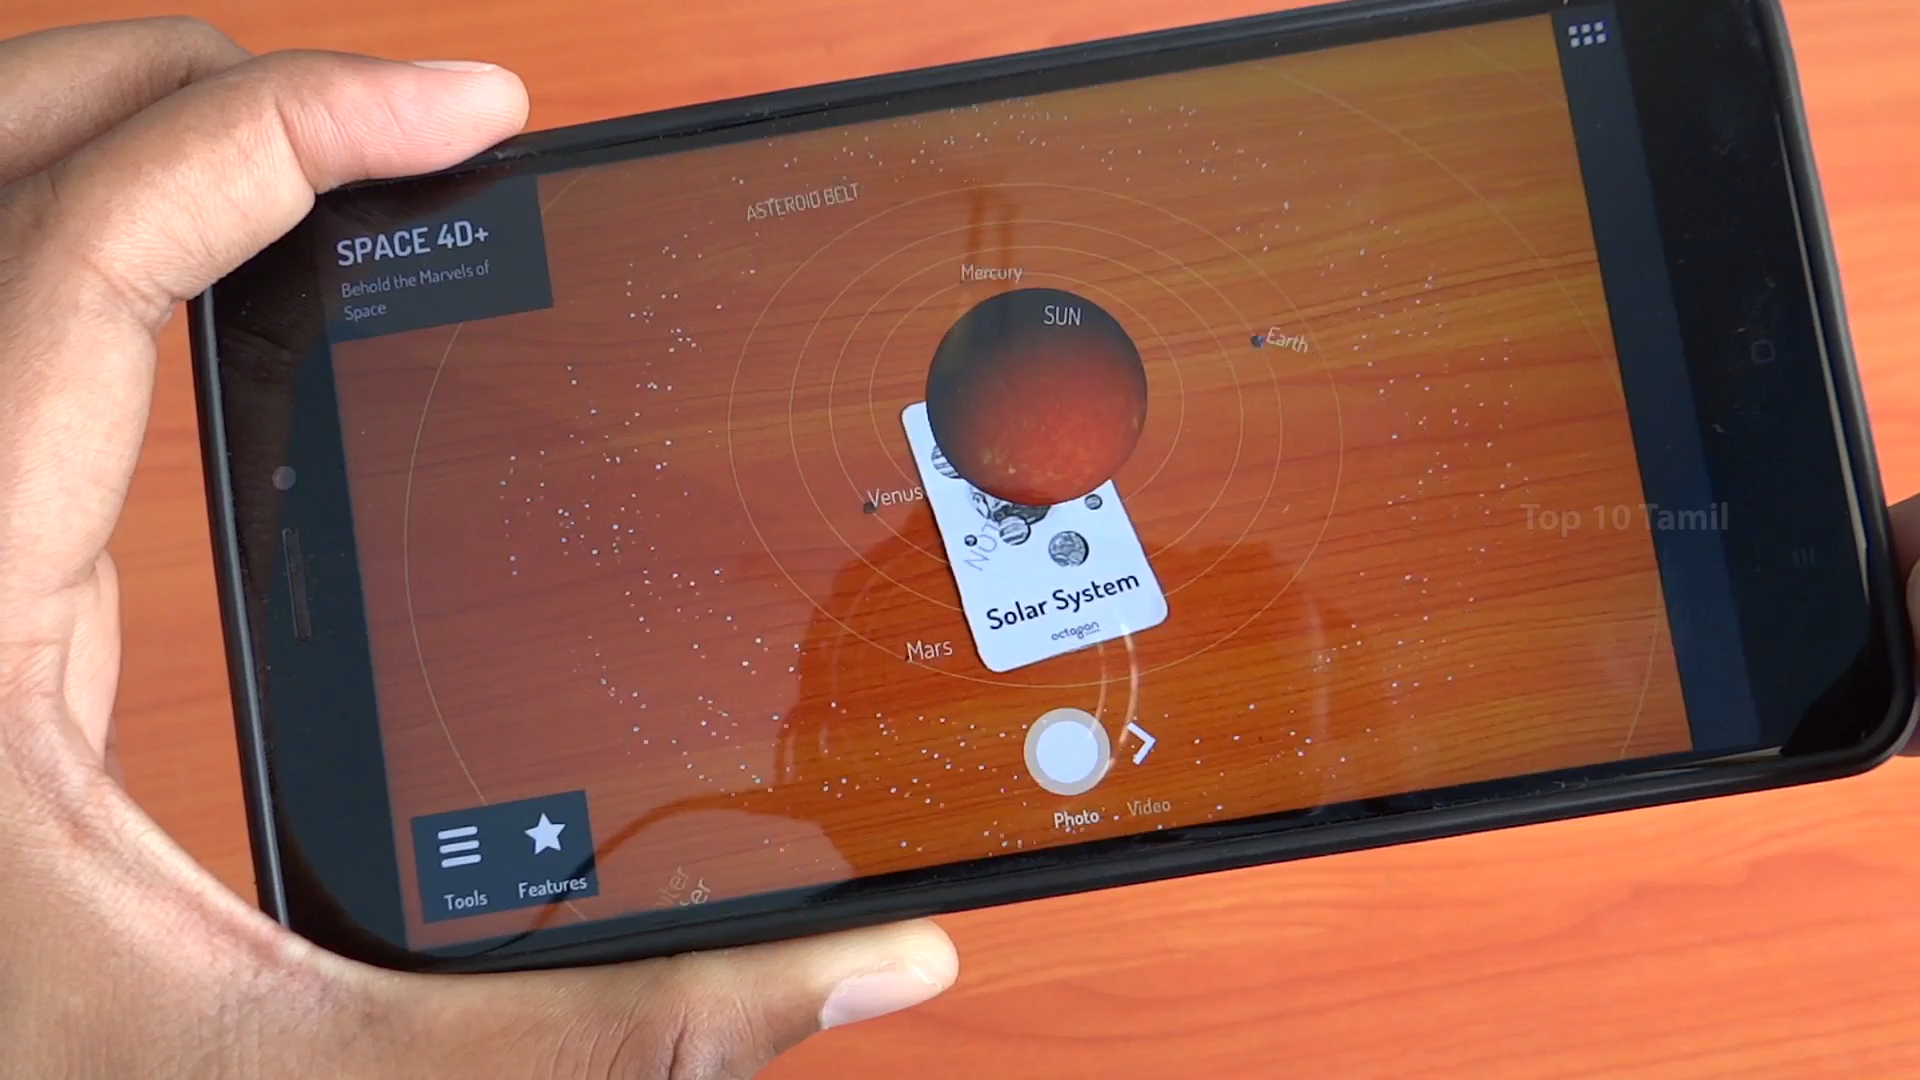 SPACE 4D+
Behold the Marvels of
Space
ASTEROID BELT
Mercury
SUN
Earth
Venus
NOT
Top 10 Tamil
Solar System
octagon
Mars
Photo
Video
Tools
Features